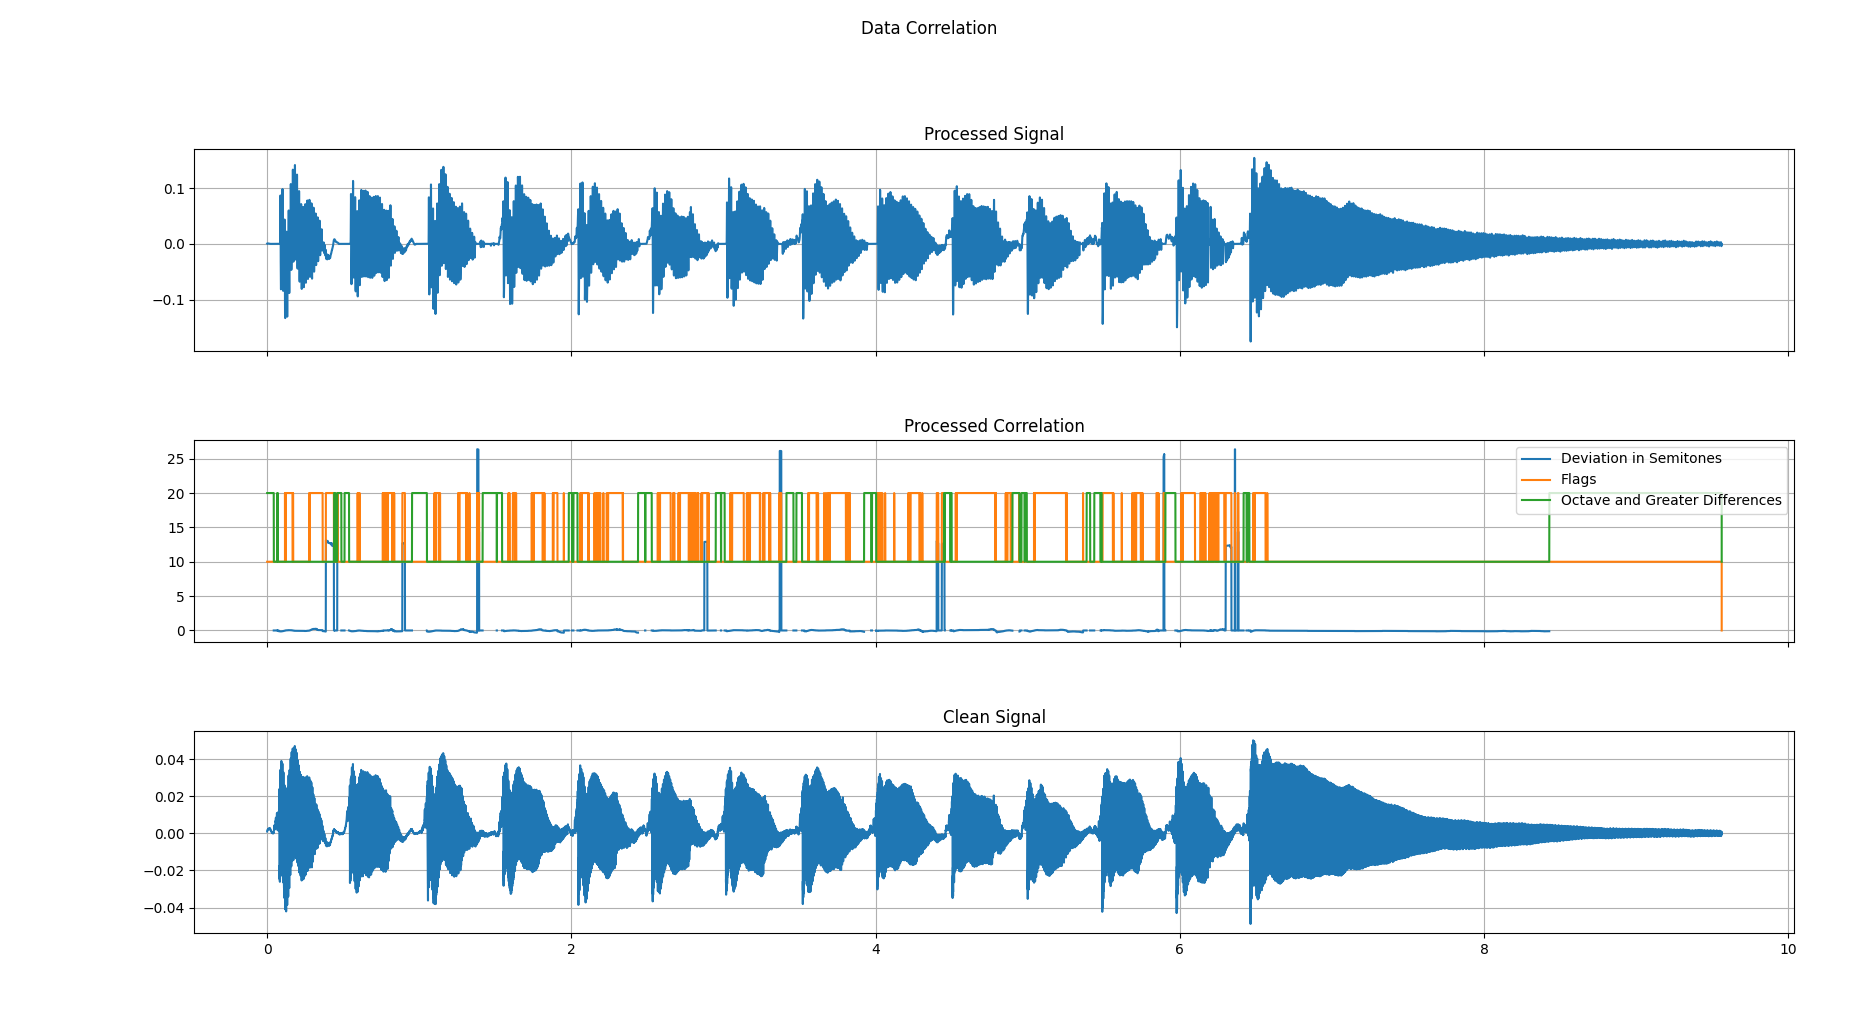 Data Correlation
Processed Signal
0.1
0.0
−0.1
Processed Correlation
25
20
15
10
5
0
Deviation in Semitones
Flags
Octave and Greater Differences
Clean Signal
0.04
0.02
0.00
−0.02
−0.04
0 2 4 6 8 10